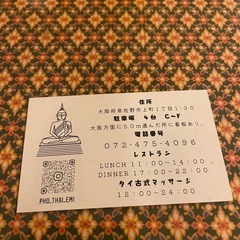 住所
大阪府泉佐野市上町1丁目1-30
駐車場 4台 C~F
大阪方面に50m進んだ所に看板あり。
電話番号
072-475-4096
レストラン
LUNCH 11:00~14:00
DINNER 17:00~22:00
タイ古式マッサージ
12:00~24:00
PHO.THAI.EMI